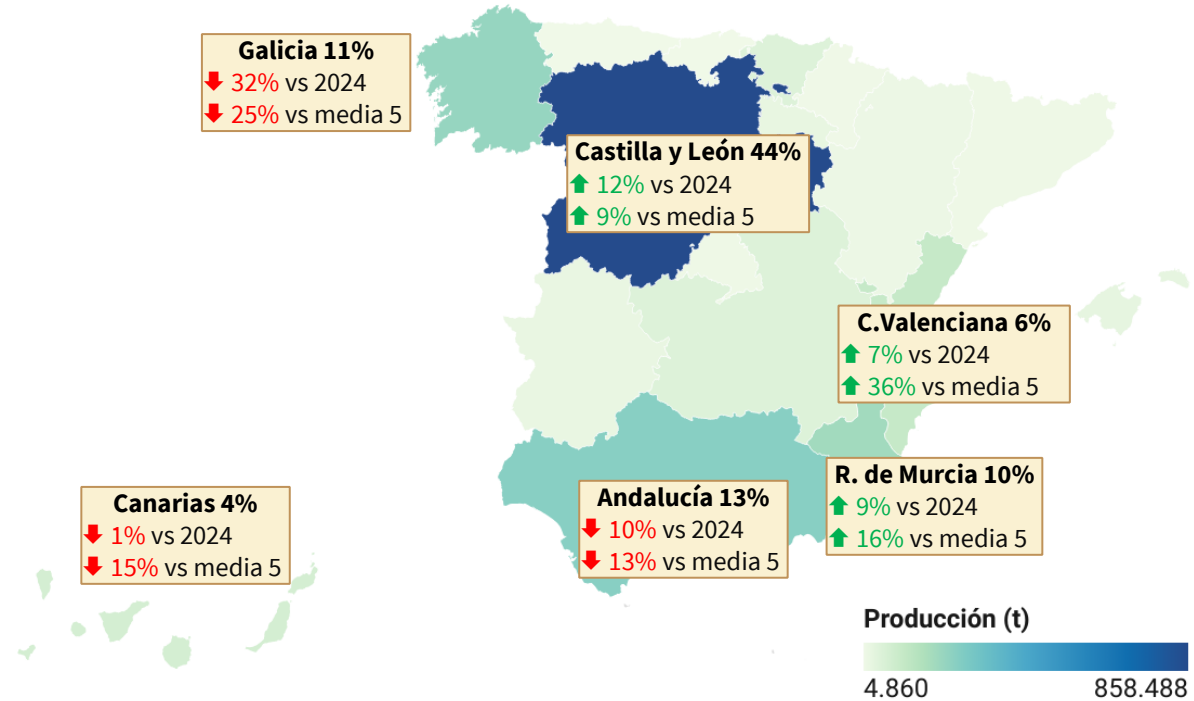 Galicia 11%
32% vs 2024
25% vs media 5
Castilla y León 44%
12% vs 2024
9% vs media 5
C.Valenciana 6%
7% vs 2024
36% vs media 5
R. de Murcia 10%
9% vs 2024
16% vs media 5
Andalucía 13%
10% vs 2024
13% vs media 5
Canarias 4%
1% vs 2024
15% vs media 5
Producción (t)
4.860 858.488